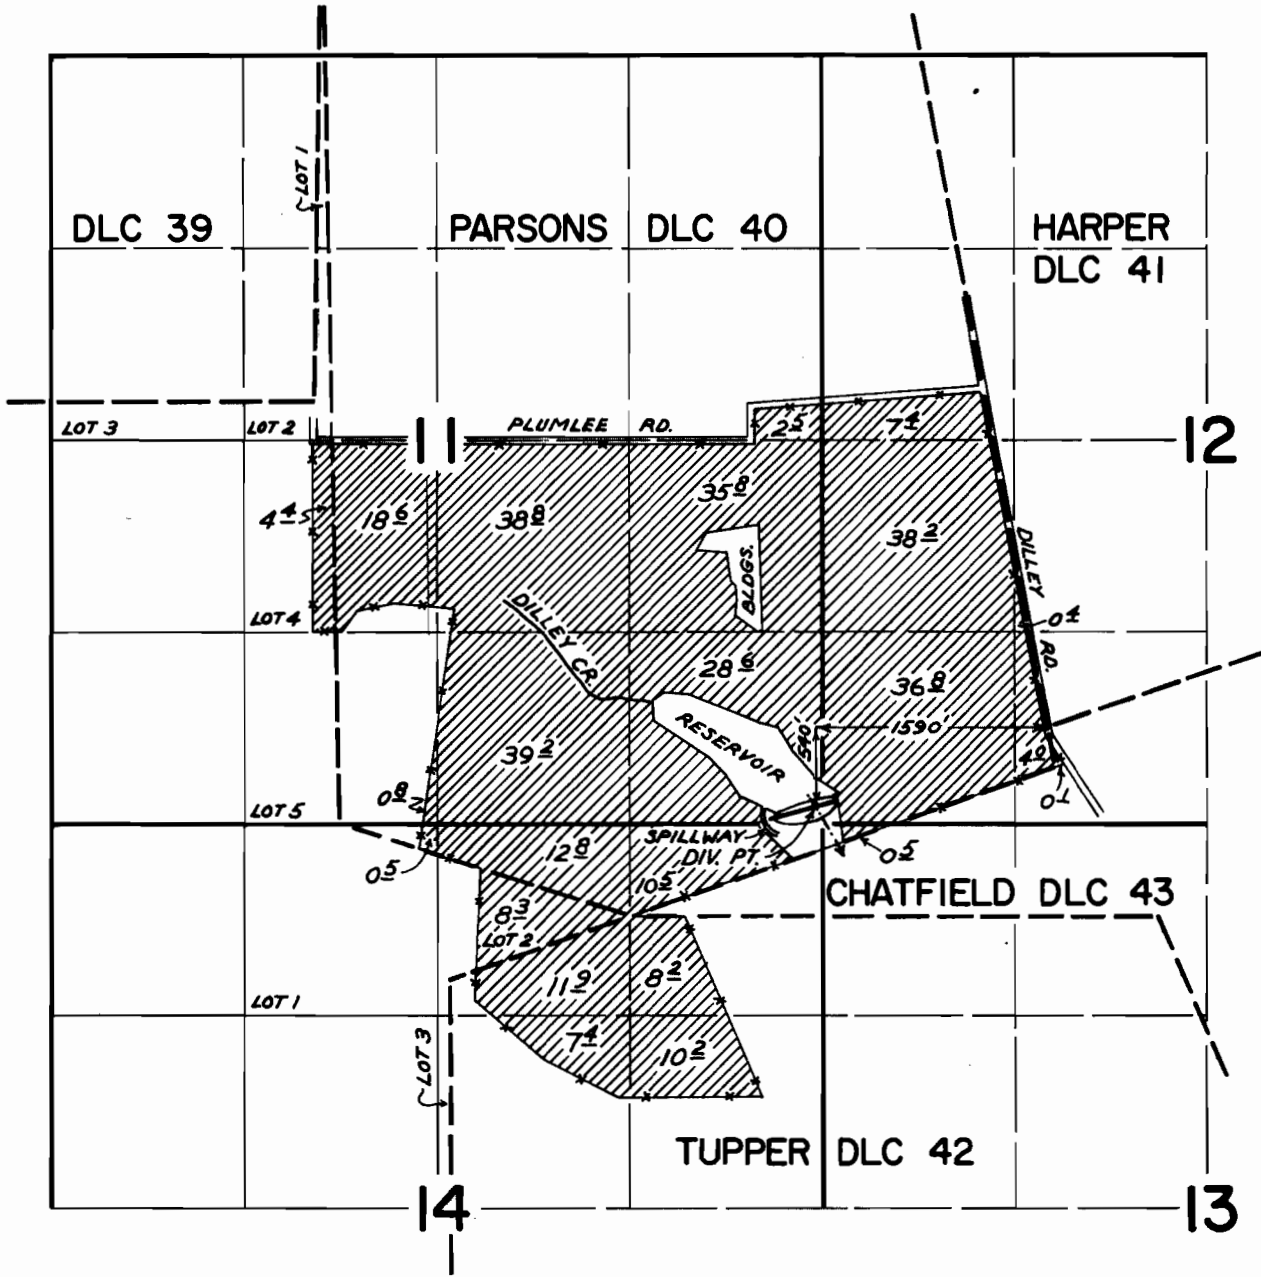 LOT 1
DLC 39
PARSONS DLC 40
HARPER
DLC 41
LOT 3
LOT 2
11
PLUMLEE RD.
2 5
7 4
12
4 4
18 6
38 8
35 8
38 2
BLDGS.
DILLEY RD.
LOT 4
DILLEY CR.
0 4
28 6
36 8
RESERVOIR
540'
1590'
39 2
4 9
0 8
0 1
LOT 5
SPILLWAY
DIV. PT.
0 5
12 8
0 5
10 5
CHATFIELD DLC 43
8 3
LOT 2
11 9
8 2
LOT 1
7 4
10 2
LOT 3
TUPPER DLC 42
14
13